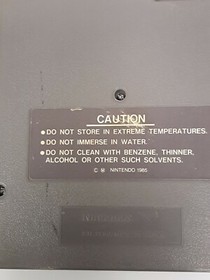 CAUTION
• DO NOT STORE IN EXTREME TEMPERATURES.
• DO NOT IMMERSE IN WATER.
• DO NOT CLEAN WITH BENZENE, THINNER,
ALCOHOL OR OTHER SUCH SOLVENTS.
© NINTENDO 1985